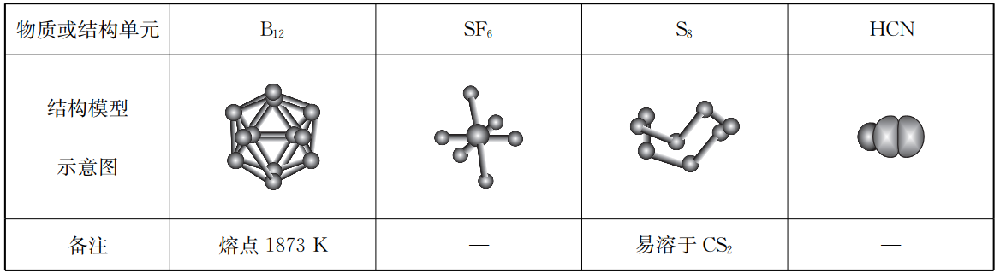 物质或结构单元 B₁₂ SF₆ S₈ HCN
结构模型
示意图
备注 熔点 1873 K — 易溶于 CS₂ —